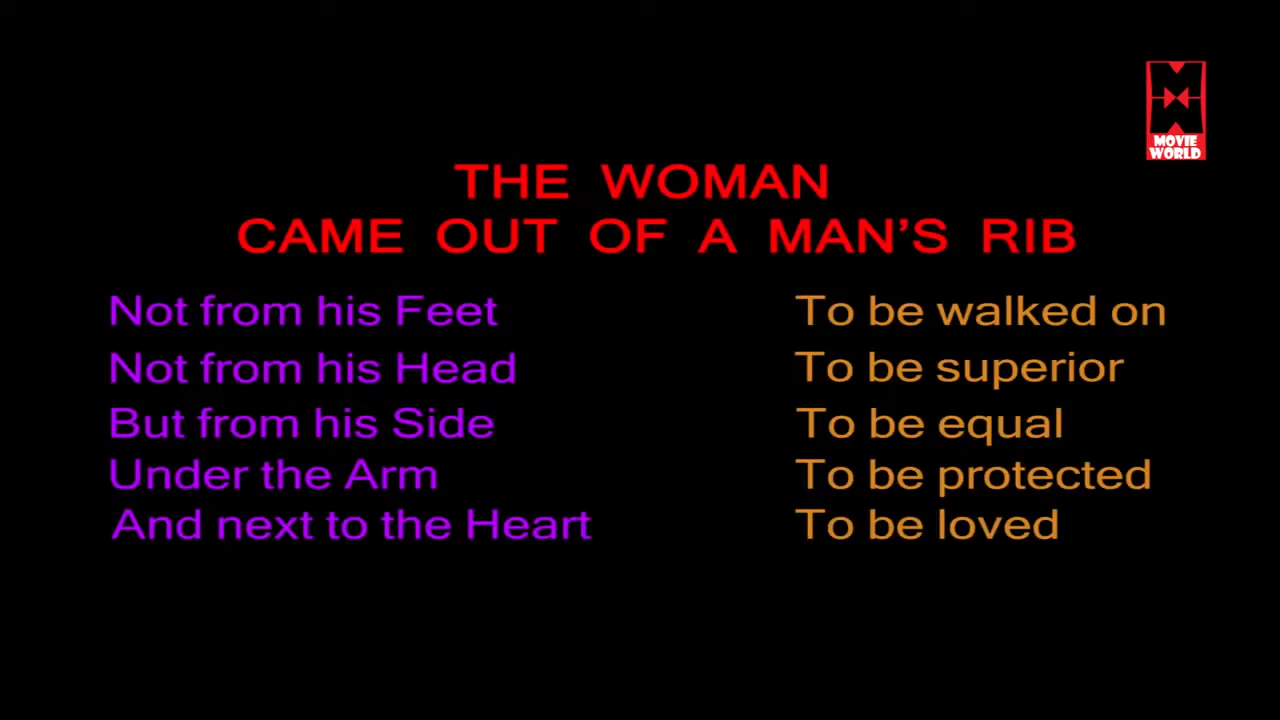 MOVIE
WORLD
THE WOMAN
CAME OUT OF A MAN'S RIB
Not from his Feet To be walked on
Not from his Head To be superior
But from his Side To be equal
Under the Arm To be protected
And next to the Heart To be loved